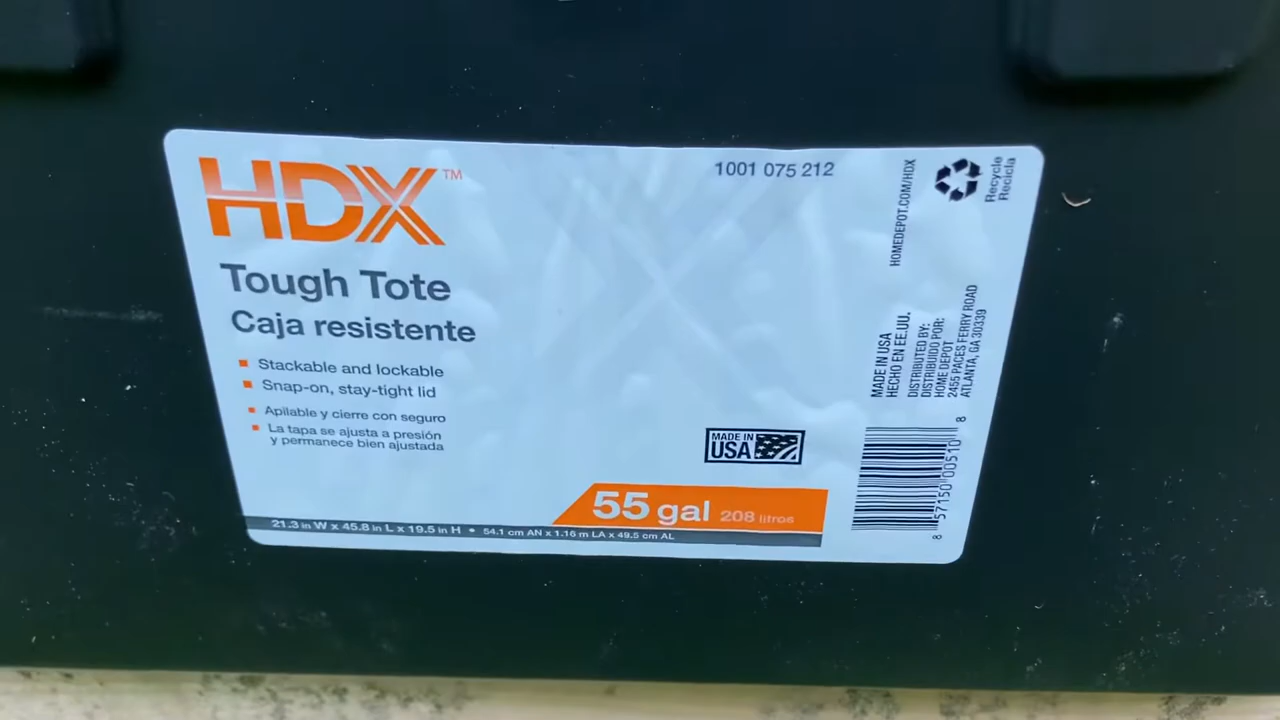 HDX™
1001 075 212
Tough Tote
Caja resistente
Stackable and lockable
Snap-on, stay-tight lid
Apilable y cierre con seguro
La tapa se ajusta a presión
y permanece bien ajustada
MADE IN
USA
55 gal 208 litros
21.3 in W x 45.8 in L x 19.5 in H • 54.1 cm AN x 1.16 m LA x 49.5 cm AL
HOMEDEPOT.COM/HDX
Recycle
Recicla
MADE IN USA
HECHO EN EE.UU.
DISTRIBUTED BY:
DISTRIBUIDO POR:
HOME DEPOT
2455 PACES FERRY ROAD
ATLANTA, GA 30339
8 57150 00510 8